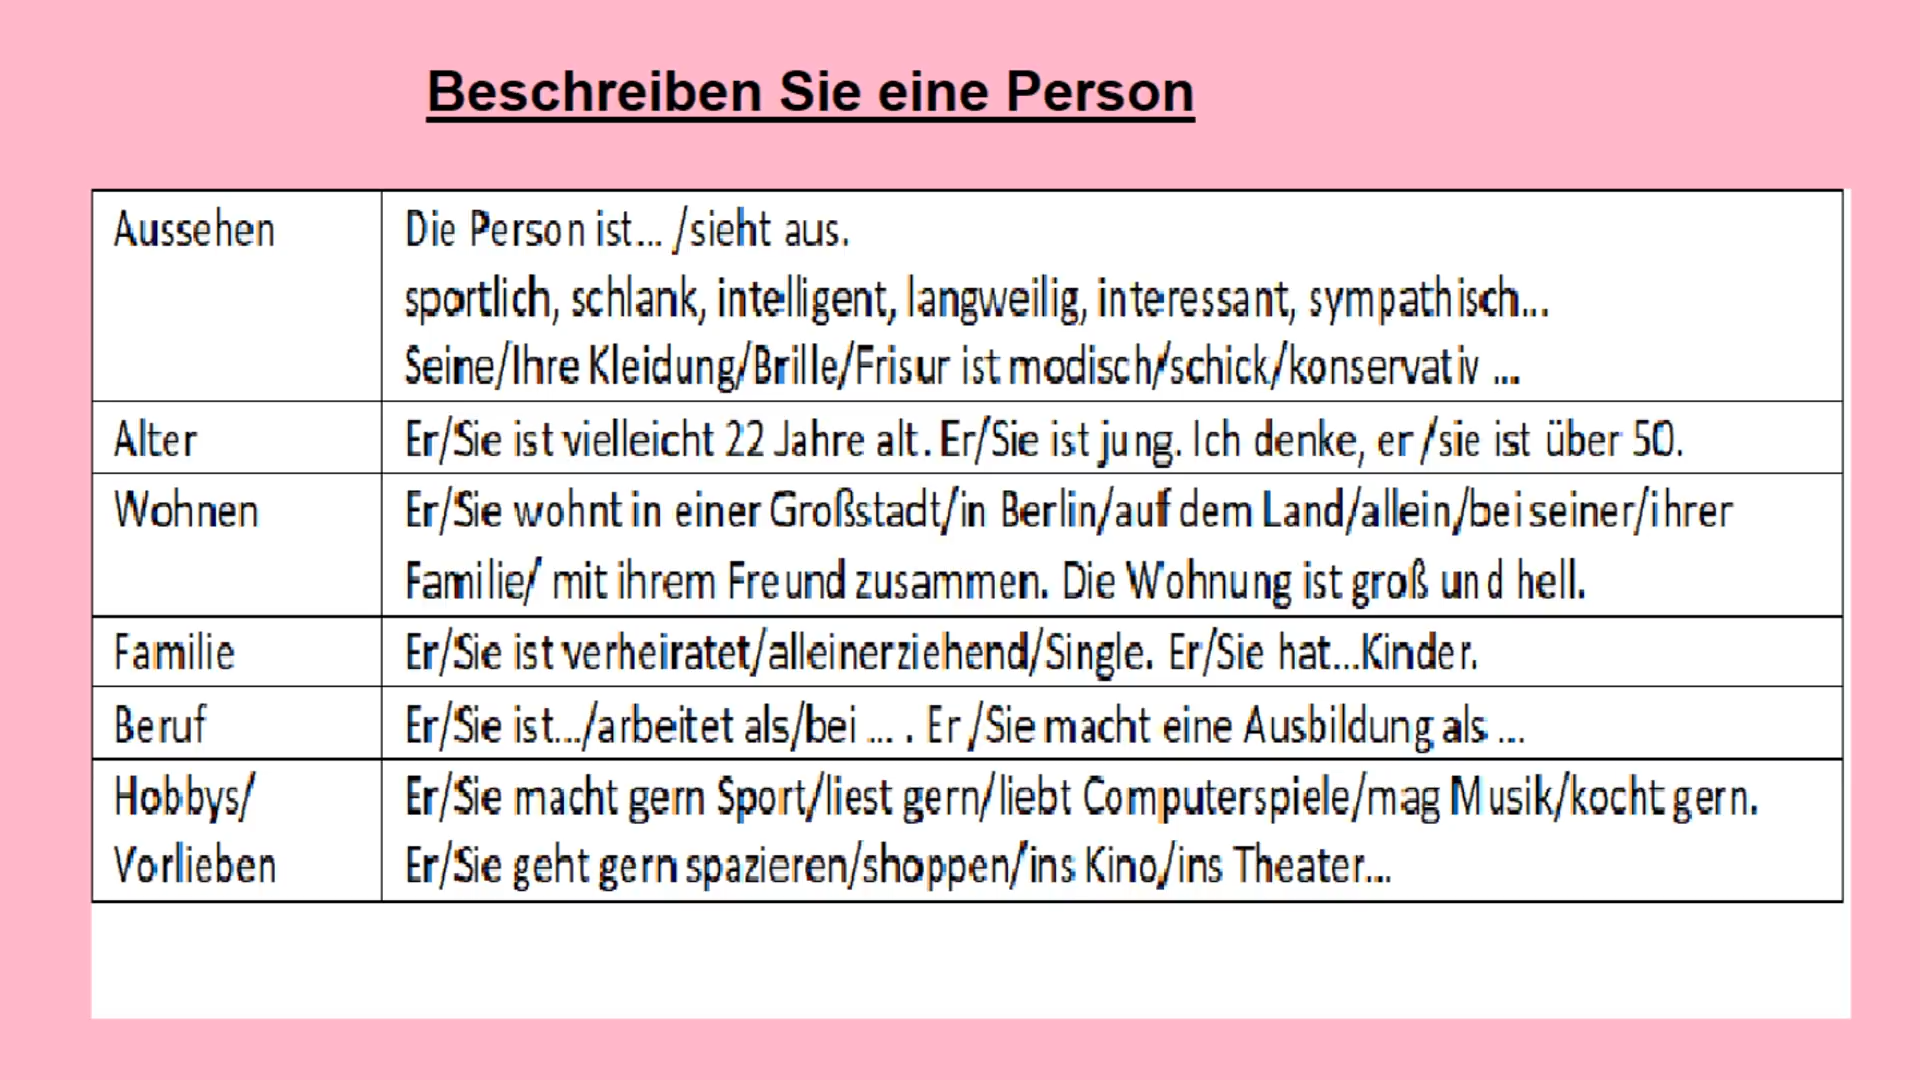 Beschreiben Sie eine Person
Aussehen
Die Person ist... /sieht aus.
sportlich, schlank, intelligent, langweilig, interessant, sympathisch...
Seine/Ihre Kleidung/Brille/Frisur ist modisch/schick/konservativ ...
Alter
Er/Sie ist vielleicht 22 Jahre alt. Er/Sie ist jung. Ich denke, er /sie ist über 50.
Wohnen
Er/Sie wohnt in einer Großstadt/in Berlin/auf dem Land/allein/bei seiner/ihrer
Familie/ mit ihrem Freund zusammen. Die Wohnung ist groß und hell.
Familie
Er/Sie ist verheiratet/alleinerziehend/Single. Er/Sie hat...Kinder.
Beruf
Er/Sie ist.../arbeitet als/bei ... . Er /Sie macht eine Ausbildung als ...
Hobbys/
Vorlieben
Er/Sie macht gern Sport/liest gern/liebt Computerspiele/mag Musik/kocht gern.
Er/Sie geht gern spazieren/shoppen/ins Kino/ins Theater...